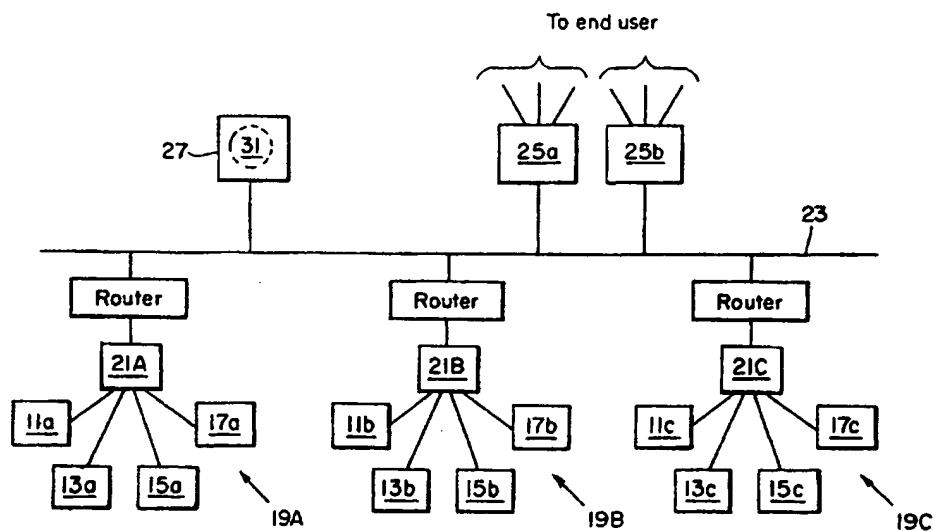 To end user
27
31
25a
25b
23
Router
Router
Router
21A
21B
21C
11a
17a
11b
17b
11c
17c
13a
15a
13b
15b
13c
15c
19A
19B
19C